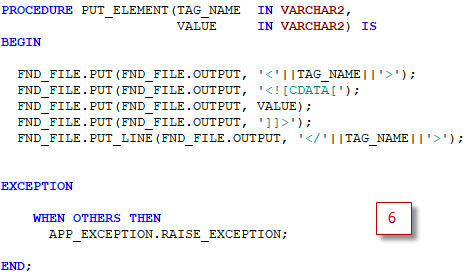 PROCEDURE PUT_ELEMENT(TAG_NAME  IN VARCHAR2,
                      VALUE     IN VARCHAR2) IS
BEGIN
  FND_FILE.PUT(FND_FILE.OUTPUT, '<'||TAG_NAME||'>');
  FND_FILE.PUT(FND_FILE.OUTPUT, '<![CDATA[');
  FND_FILE.PUT(FND_FILE.OUTPUT, VALUE);
  FND_FILE.PUT(FND_FILE.OUTPUT, ']]>');
  FND_FILE.PUT_LINE(FND_FILE.OUTPUT, '</'||TAG_NAME||'>');
EXCEPTION
    WHEN OTHERS THEN
6
      APP_EXCEPTION.RAISE_EXCEPTION;
END;